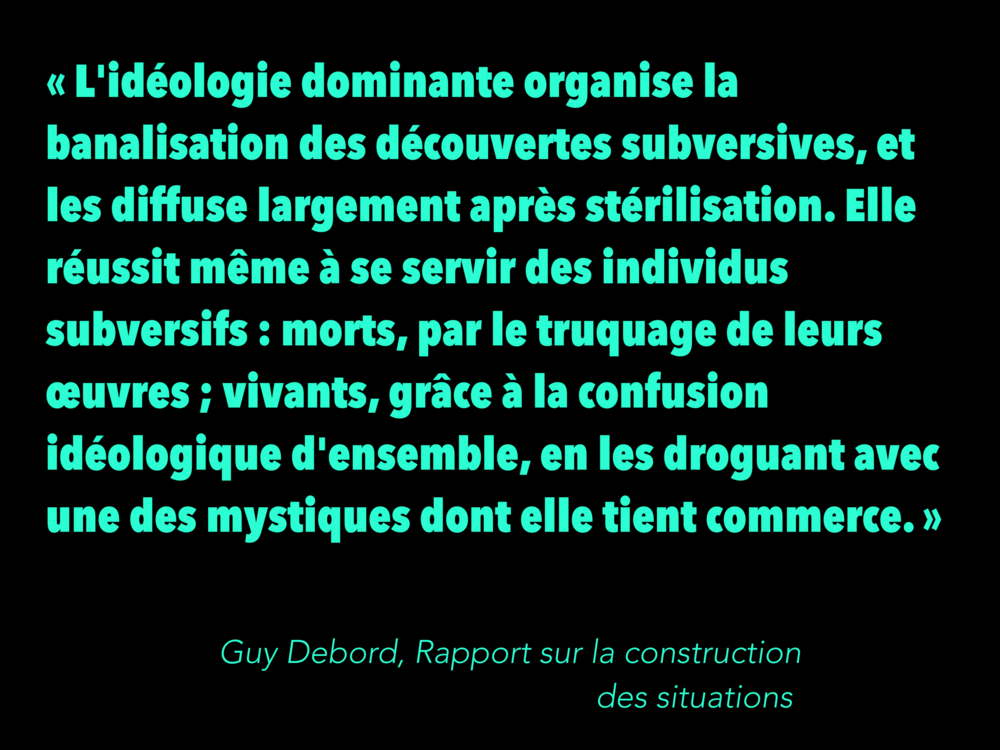 « L'idéologie dominante organise la
banalisation des découvertes subversives, et
les diffuse largement après stérilisation. Elle
réussit même à se servir des individus
subversifs : morts, par le truquage de leurs
œuvres ; vivants, grâce à la confusion
idéologique d'ensemble, en les droguant avec
une des mystiques dont elle tient commerce. »
Guy Debord, Rapport sur la construction
des situations